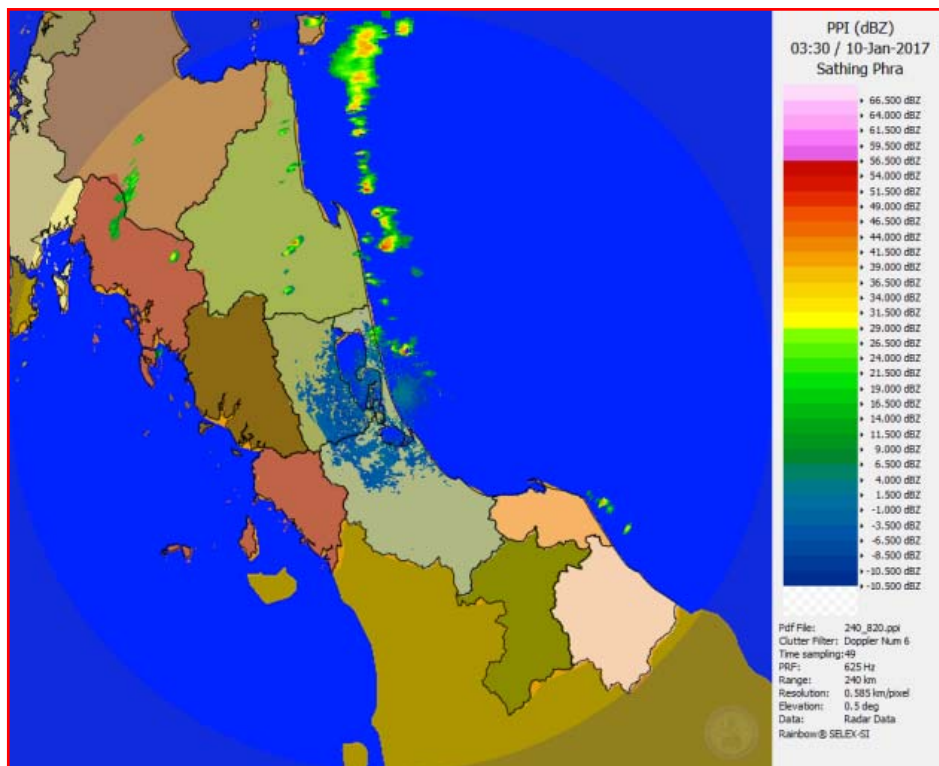 PPI (dBZ)
03:30 / 10-Jan-2017
Sathing Phra
66.500 dBZ
64.000 dBZ
61.500 dBZ
59.500 dBZ
56.500 dBZ
54.000 dBZ
51.500 dBZ
49.000 dBZ
46.500 dBZ
44.000 dBZ
41.500 dBZ
39.000 dBZ
36.500 dBZ
34.000 dBZ
31.500 dBZ
29.000 dBZ
26.500 dBZ
24.000 dBZ
21.500 dBZ
19.000 dBZ
16.500 dBZ
14.000 dBZ
11.500 dBZ
9.000 dBZ
6.500 dBZ
4.000 dBZ
1.500 dBZ
-1.000 dBZ
-3.500 dBZ
-6.500 dBZ
-8.500 dBZ
-10.500 dBZ
-10.500 dBZ
Pdf File: 240_820.ppi
Clutter Filter: Doppler Num 6
Time sampling:49
PRF: 625 Hz
Range: 240 km
Resolution: 0.585 km/pixel
Elevation: 0.5 deg
Data: Radar Data
Rainbow® SELEX-SI